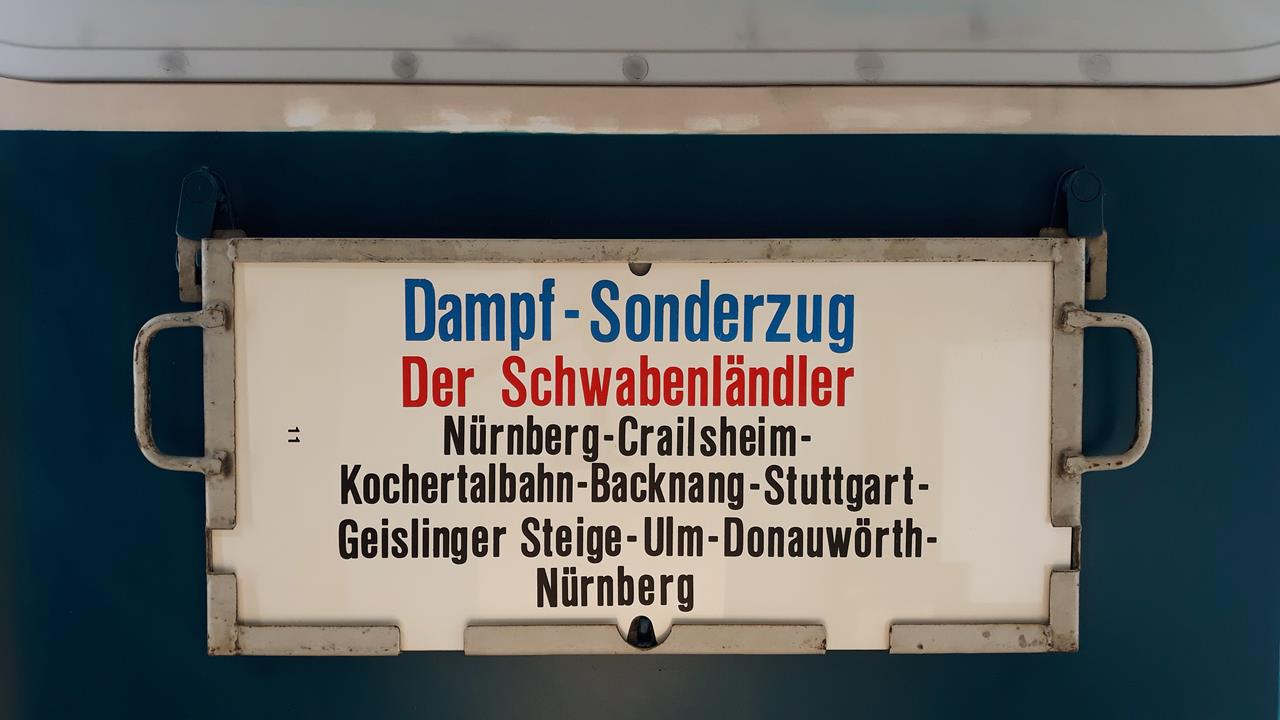 Dampf-Sonderzug
Der Schwabenländler
Nürnberg-Crailsheim-
11
Kochertalbahn-Backnang-Stuttgart-
Geislinger Steige-Ulm-Donauwörth-
Nürnberg